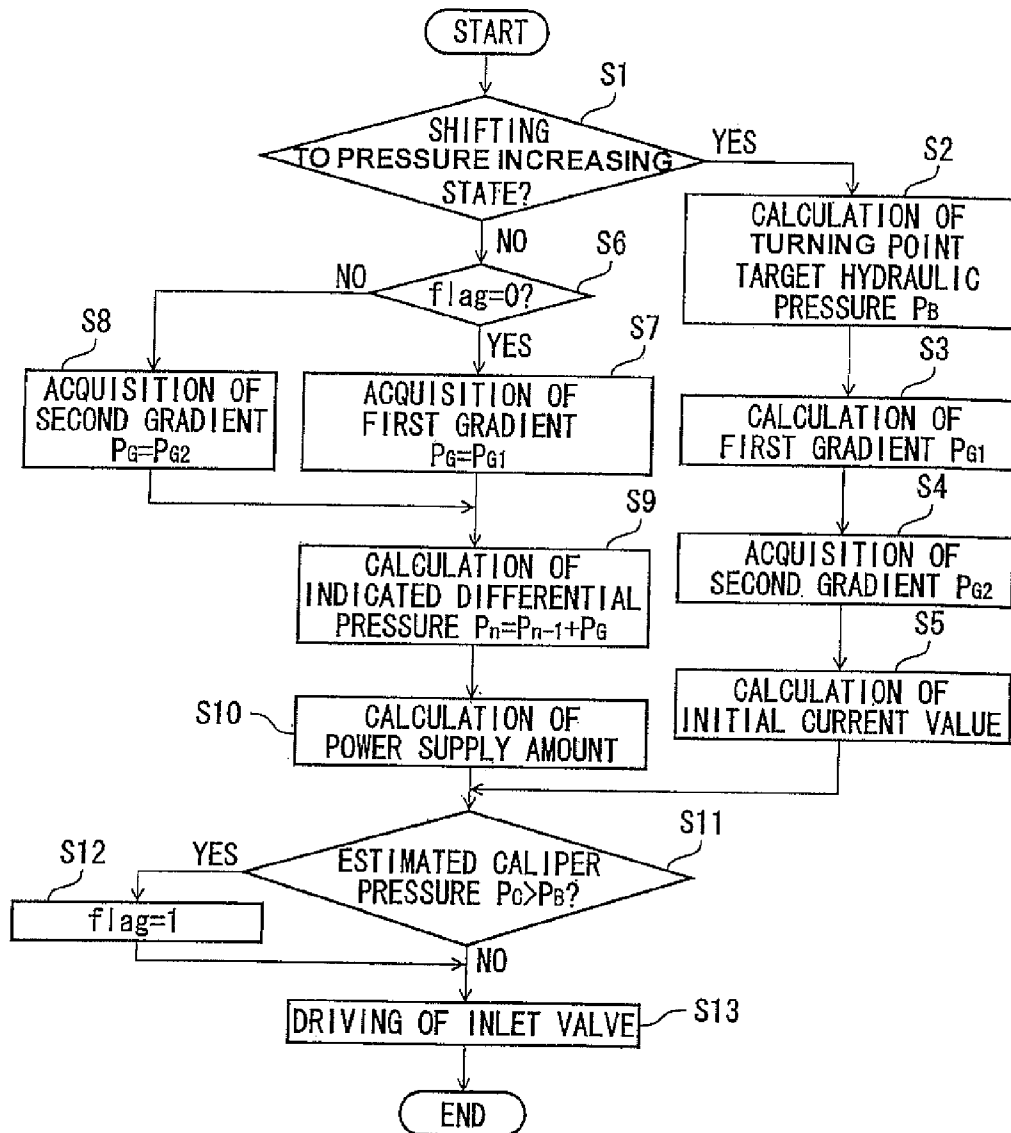 START
S1
SHIFTING
TO PRESSURE INCREASING
STATE?
YES
NO
S2
CALCULATION OF
TURNING POINT
TARGET HYDRAULIC
PRESSURE PB
S6
flag=0?
NO
YES
S8
ACQUISITION OF
SECOND GRADIENT
PG=PG2
S7
ACQUISITION OF
FIRST GRADIENT
PG=PG1
S3
CALCULATION OF
FIRST GRADIENT PG1
S4
ACQUISITION OF
SECOND GRADIENT PG2
S9
CALCULATION OF
INDICATED DIFFERENTIAL
PRESSURE Pn=Pn-1+PG
S5
CALCULATION OF
INITIAL CURRENT VALUE
S10
CALCULATION OF
POWER SUPPLY AMOUNT
S11
ESTIMATED CALIPER
PRESSURE PC>PB?
YES
S12
flag=1
NO
DRIVING OF INLET VALVE
S13
END